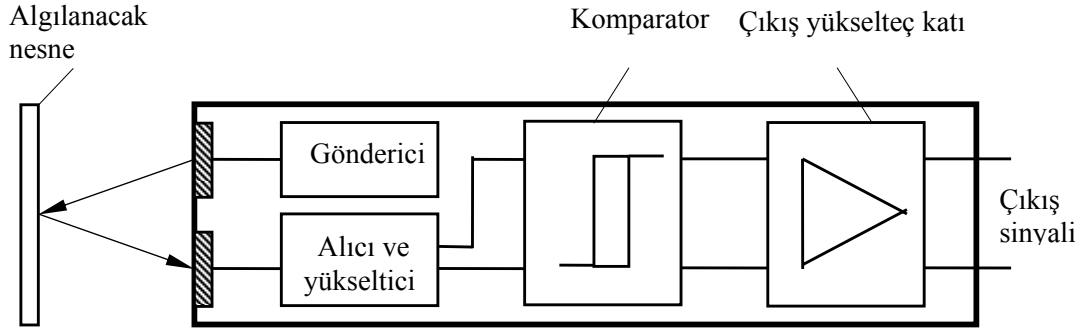 Algılanacak
nesne
Komparator
Çıkış yükselteç katı
Gönderici
Alıcı ve
yükseltici
Çıkış
sinyali